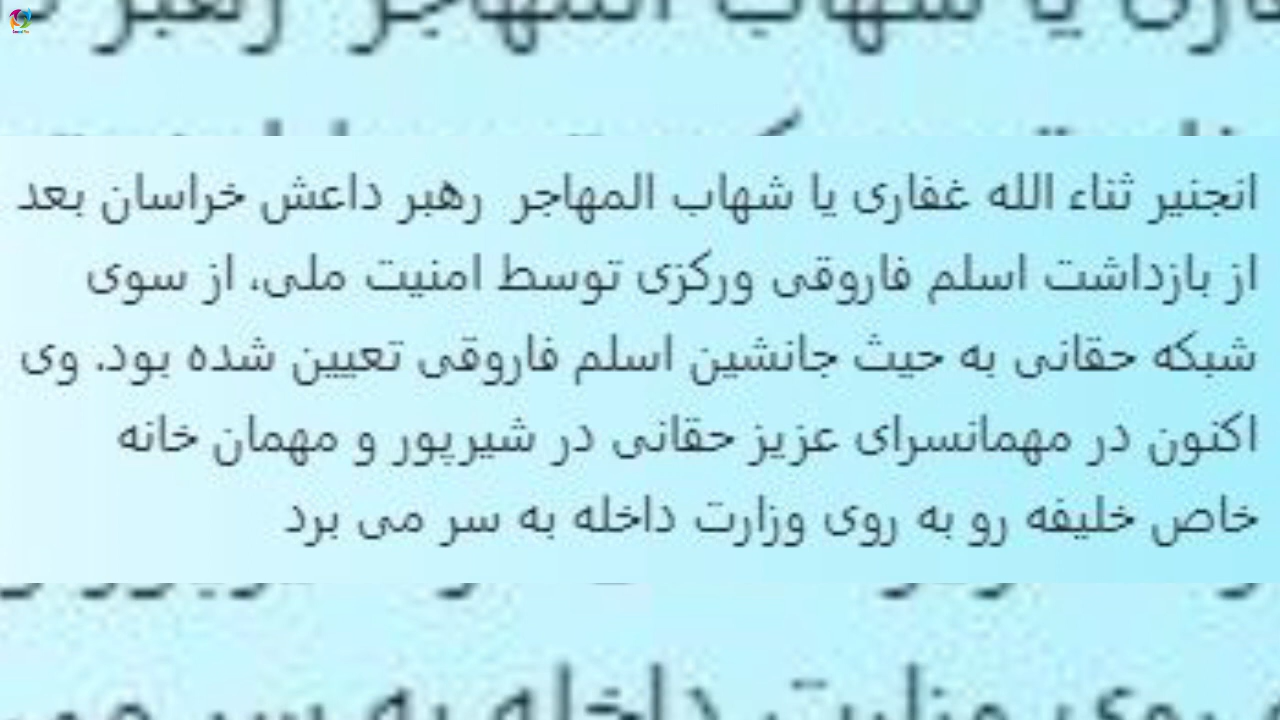 انجنیر ثناء الله غفاری یا شهاب المهاجر رهبر داعش خراسان بعد
از بازداشت اسلم فاروقی ورکزی توسط امنیت ملی، از سوی
شبکه حقانی به حیث جانشین اسلم فاروقی تعیین شده بود. وی
اکنون در مهمانسرای عزیز حقانی در شیرپور و مهمان خانه
خاص خلیفه رو به روی وزارت داخله به سر می برد